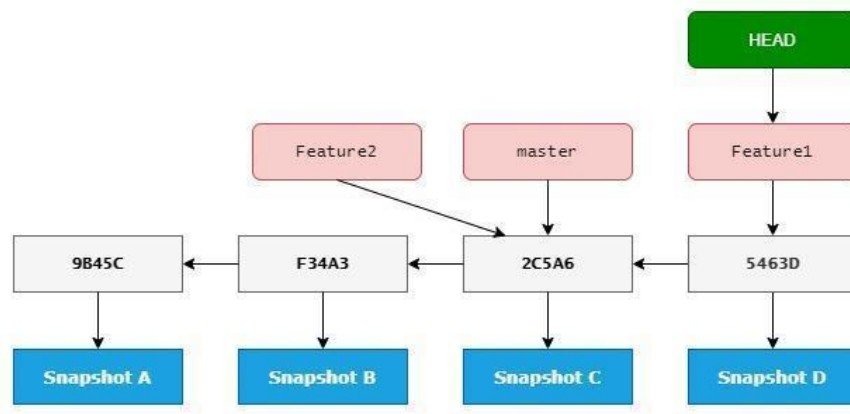 HEAD
Feature2 master Feature1
9B45C F34A3 2C5A6 5463D
Snapshot A Snapshot B Snapshot C Snapshot D